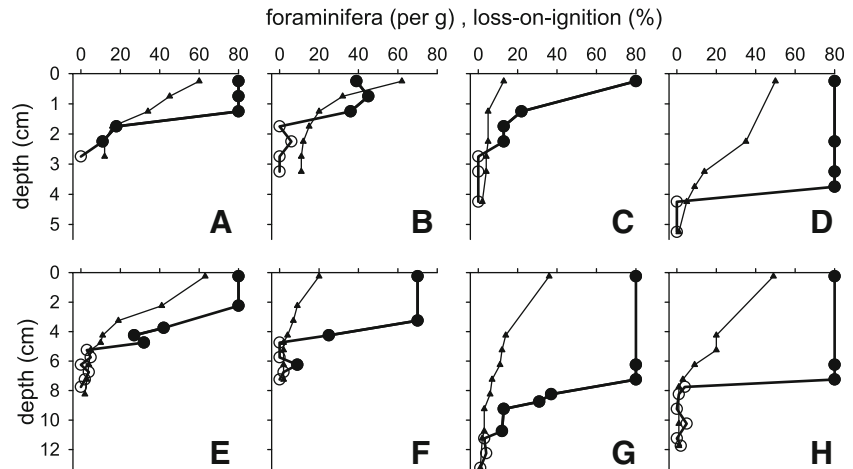 foraminifera (per g) , loss-on-ignition (%)
0 20 40 60 80 0 20 40 60 80 0 20 40 60 80 0 20 40 60 80
depth (cm)
0
1
2
3
4
5
A B C D
depth (cm)
0
2
4
6
8
10
12
E F G H